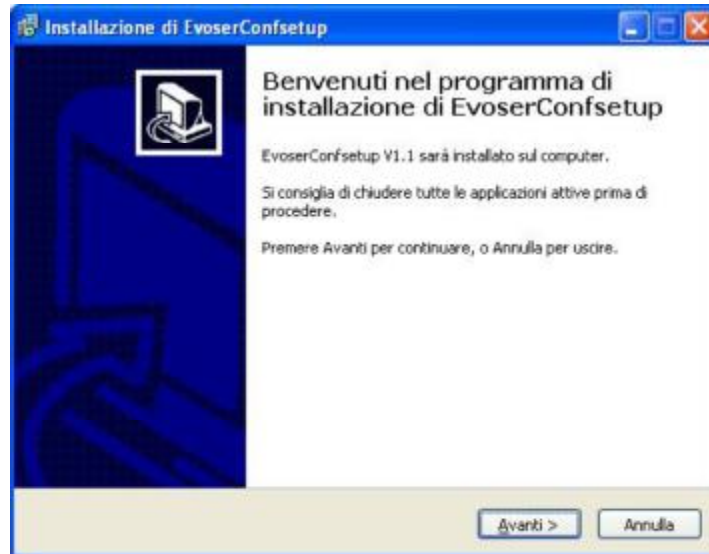 Installazione di EvoserConfsetup
Benvenuti nel programma di
installazione di EvoserConfsetup
EvoserConfsetup V1.1 sarà installato sul computer.
Si consiglia di chiudere tutte le applicazioni attive prima di
procedere.
Premere Avanti per continuare, o Annulla per uscire.
Avanti >
Annulla